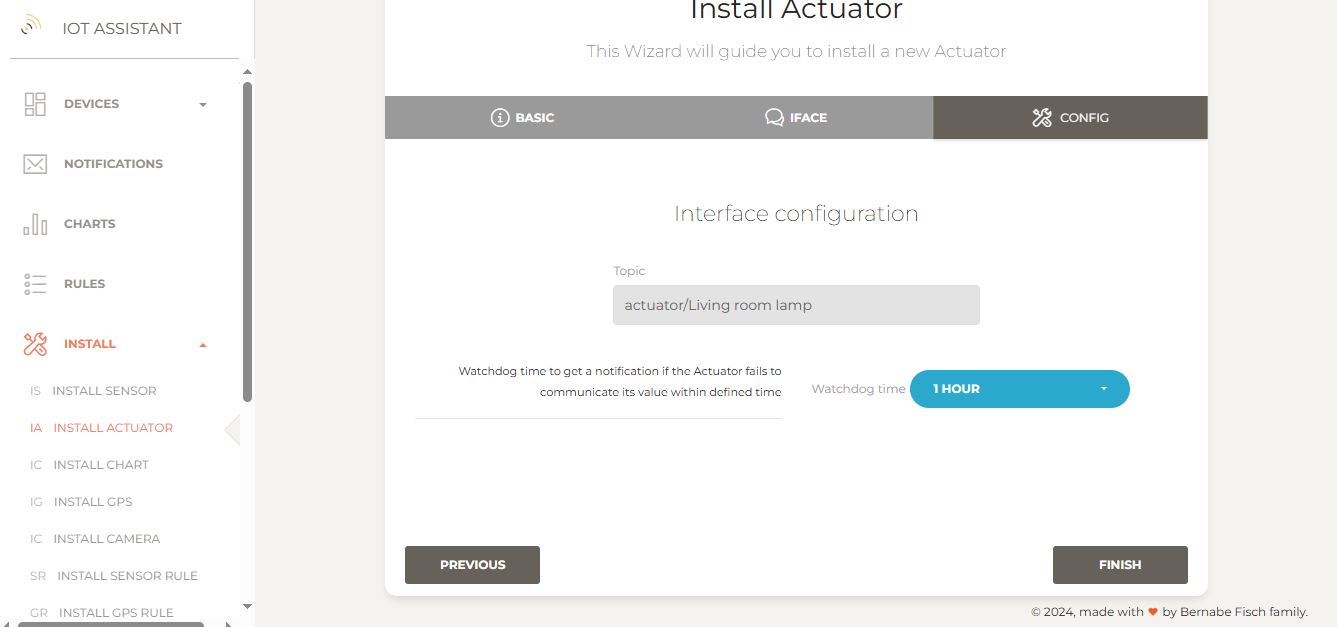 IOT ASSISTANT
DEVICES
NOTIFICATIONS
CHARTS
RULES
INSTALL
IS INSTALL SENSOR
IA INSTALL ACTUATOR
IC INSTALL CHART
IG INSTALL GPS
IC INSTALL CAMERA
SR INSTALL SENSOR RULE
GR INSTALL GPS RULE
Install Actuator
This Wizard will guide you to install a new Actuator
BASIC
IFACE
CONFIG
Interface configuration
Topic
actuator/Living room lamp
Watchdog time to get a notification if the Actuator fails to
communicate its value within defined time
Watchdog time
1 HOUR
PREVIOUS
FINISH
© 2024, made with ❤ by Bernabe Fisch family.